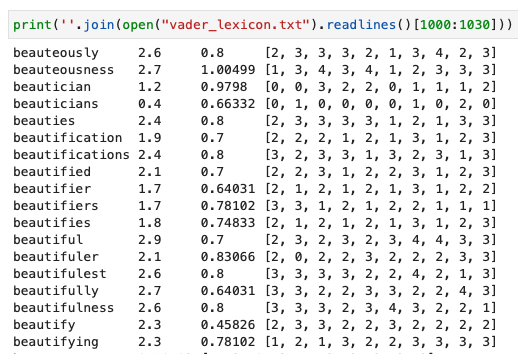 print(''.join(open("vader_lexicon.txt").readlines()[1000:1030]))
beauteously 2.6 0.8 [2, 3, 3, 3, 2, 1, 3, 4, 2, 3]
beauteousness 2.7 1.00499 [1, 3, 4, 3, 4, 1, 2, 3, 3, 3]
beautician 1.2 0.9798 [0, 0, 3, 2, 2, 0, 1, 1, 1, 2]
beauticians 0.4 0.66332 [0, 1, 0, 0, 0, 0, 1, 0, 2, 0]
beauties 2.4 0.8 [2, 3, 3, 3, 3, 1, 2, 1, 3, 3]
beautification 1.9 0.7 [2, 2, 2, 1, 2, 1, 3, 1, 2, 3]
beautifications 2.4 0.8 [3, 2, 3, 3, 1, 3, 2, 3, 1, 3]
beautified 2.1 0.7 [2, 2, 3, 1, 2, 2, 3, 1, 2, 3]
beautifier 1.7 0.64031 [2, 1, 2, 1, 2, 1, 3, 1, 2, 2]
beautifiers 1.7 0.78102 [3, 3, 1, 2, 1, 2, 2, 1, 1, 1]
beautifies 1.8 0.74833 [2, 1, 2, 1, 2, 1, 3, 1, 2, 3]
beautiful 2.9 0.7 [2, 3, 2, 3, 2, 3, 4, 4, 3, 3]
beautifuler 2.1 0.83066 [2, 0, 2, 2, 3, 2, 2, 2, 3, 3]
beautifulest 2.6 0.8 [3, 3, 3, 3, 2, 2, 4, 2, 1, 3]
beautifully 2.7 0.64031 [3, 3, 2, 2, 3, 3, 2, 2, 4, 3]
beautifulness 2.6 0.8 [3, 3, 3, 2, 3, 4, 3, 2, 2, 1]
beautify 2.3 0.45826 [2, 3, 3, 2, 2, 3, 2, 2, 2, 2]
beautifying 2.3 0.78102 [1, 2, 1, 3, 2, 2, 3, 3, 3, 3]